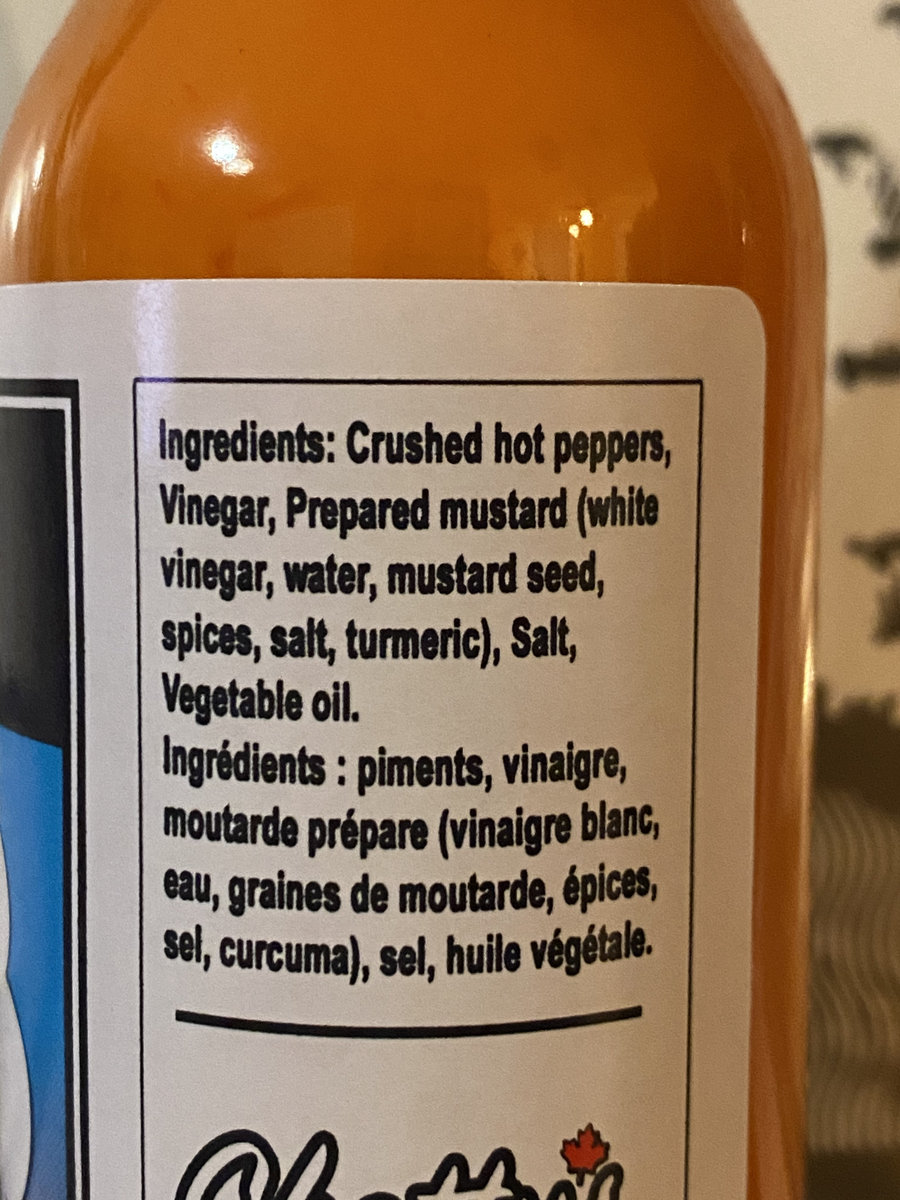 Ingredients: Crushed hot peppers,
Vinegar, Prepared mustard (white
vinegar, water, mustard seed,
spices, salt, turmeric), Salt,
Vegetable oil.
Ingrédients : piments, vinaigre,
moutarde prépare (vinaigre blanc,
eau, graines de moutarde, épices,
sel, curcuma), sel, huile végétale.